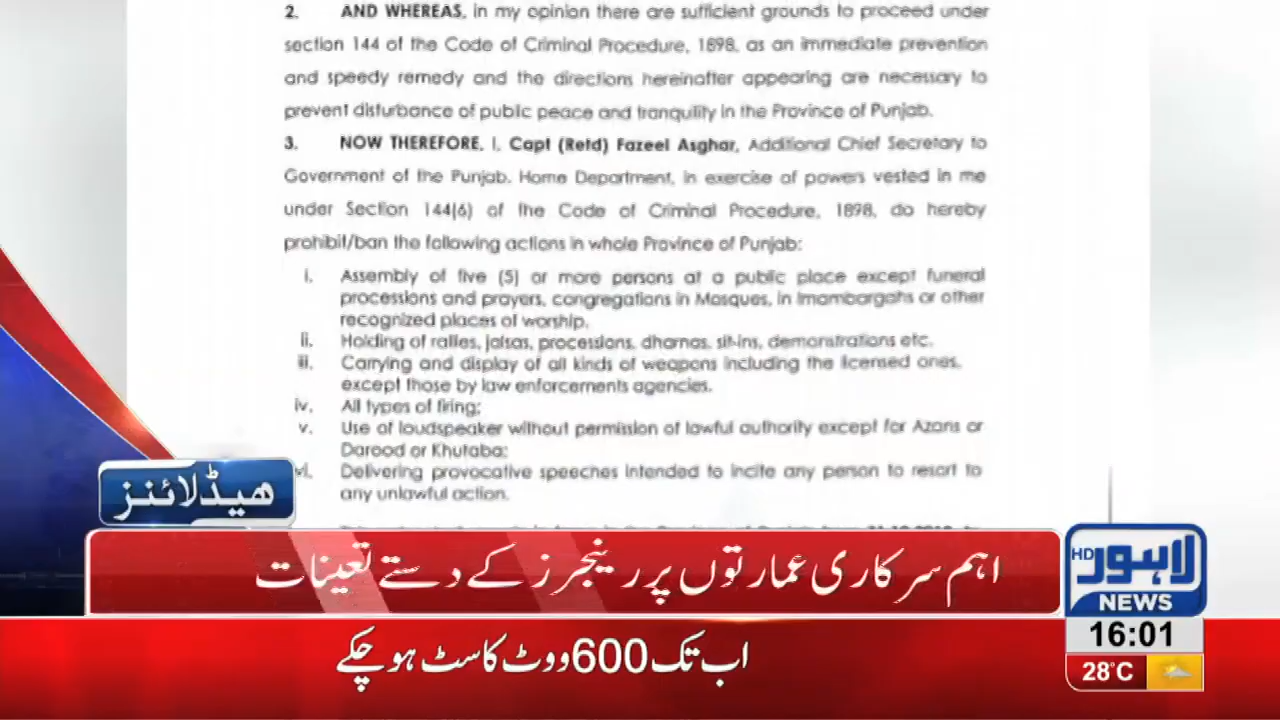 2. AND WHEREAS, in my opinion there are sufficient grounds to proceed under
section 144 of the Code of Criminal Procedure, 1898, as an immediate prevention
and speedy remedy and the directions hereinafter appearing are necessary to
prevent disturbance of public peace and tranquility in the Province of Punjab.
3. NOW THEREFORE, I, Capt (Retd) Fazeel Asghar, Additional Chief Secretary to
Government of the Punjab, Home Department, in exercise of powers vested in me
under Section 144(6) of the Code of Criminal Procedure, 1898, do hereby
prohibit/ban the following actions in whole Province of Punjab:
i. Assembly of five (5) or more persons at a public place except funeral
processions and prayers, congregations in Mosques, in Imambargahs or other
recognized places of worship.
ii. Holding of rallies, jalsas, processions, dharnas, sit-ins, demonstrations etc.
iii. Carrying and display of all kinds of weapons including the licensed ones,
except those by law enforcements agencies.
iv. All types of firing;
v. Use of loudspeaker without permission of lawful authority except for Azans or
Darood or Khutaba;
vi. Delivering provocative speeches intended to incite any person to resort to
any unlawful action.
ھیڈلائنز
اہم سرکاری عمارتوں پر رینجرز کے دستے تعینات
اب تک 600 ووٹ کاسٹ ہوچکے
HD لاہور
NEWS
16:01
28°C